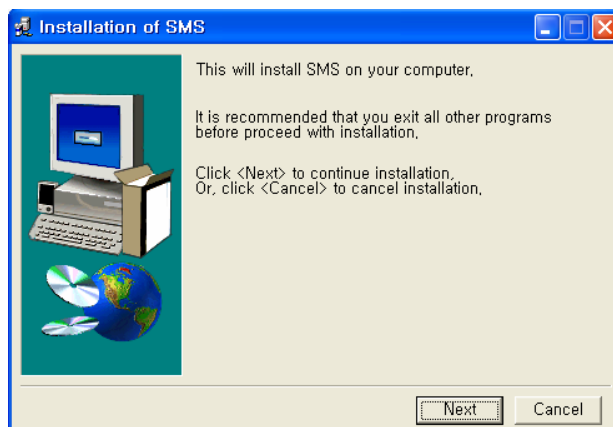 Installation of SMS
This will install SMS on your computer,
It is recommended that you exit all other programs
before proceed with installation,
Click <Next> to continue installation,
Or, click <Cancel> to cancel installation,
Next
Cancel